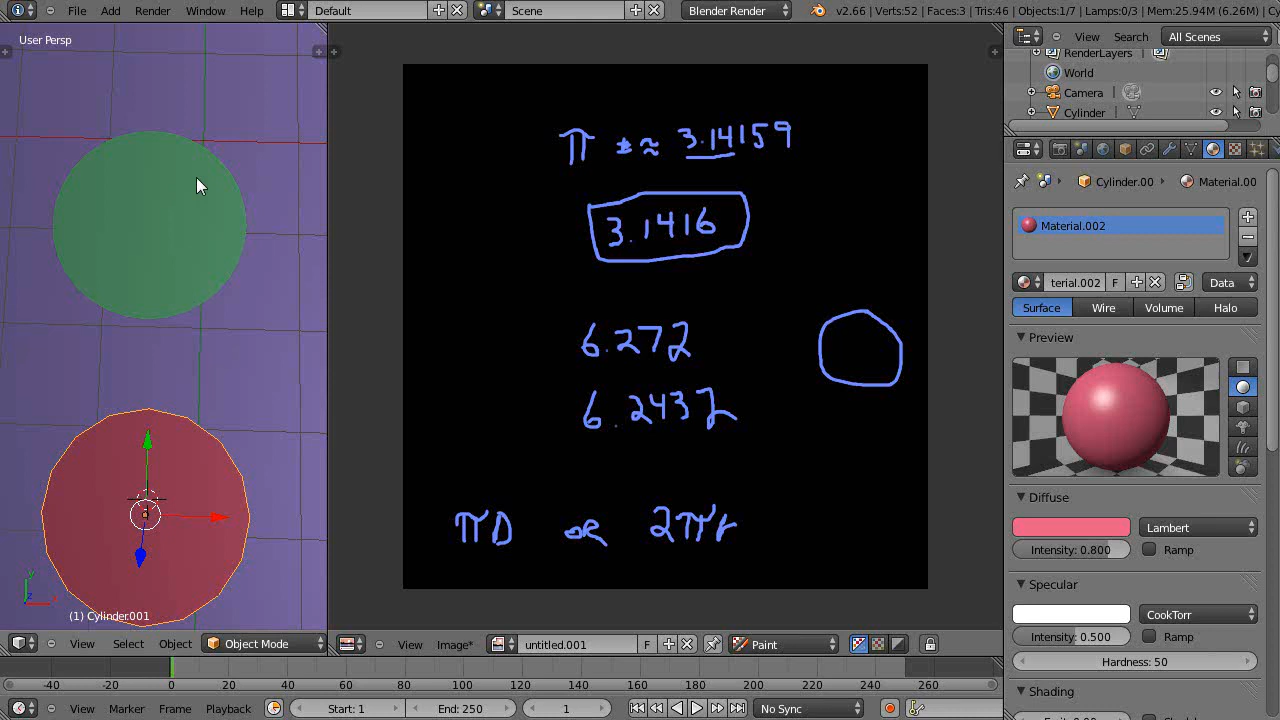 File Add Render Window Help Default Scene Blender Render v2.66 | Verts:52 | Faces:3 | Tris:46 | Objects:1/7 | Lamps:0/3 | Mem:25.94M (6.26M) | Cy
User Persp
View Search All Scenes
RenderLayers
World
Camera
Cylinder
π ≈ 3.14159
3.1416
Cylinder.00 Material.00
Material.002
terial.002 F Data
Surface Wire Volume Halo
Preview
6.272
6.2432
Diffuse
Lambert
Intensity: 0.800 Ramp
πD OR 2πr
Specular
CookTorr
Intensity: 0.500 Ramp
Hardness: 50
Shading
(1) Cylinder.001
View Select Object Object Mode
View Image* untitled.001 F Paint
-40 -20 0 20 40 60 80 100 120 140 160 180 200 220 240 260
View Marker Frame Playback Start: 1 End: 250 1 No Sync